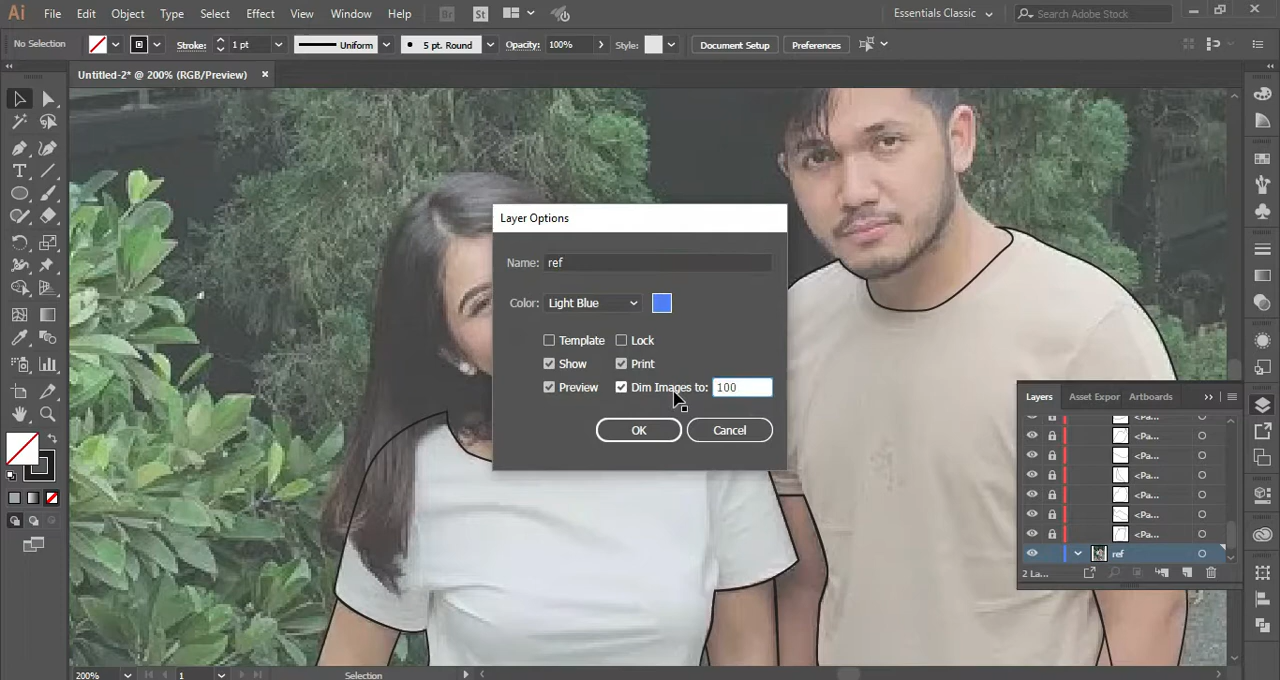 Ai File Edit Object Type Select Effect View Window Help Br St Essentials Classic Search Adobe Stock
No Selection Stroke: 1 pt Uniform 5 pt. Round Opacity: 100% Style: Document Setup Preferences
Untitled-2* @ 200% (RGB/Preview)
Layer Options
Name: ref
Color: Light Blue
Template Lock
Show Print
Preview Dim Images to: 100
OK Cancel
Layers Asset Expor Artboards
<Pa...
<Pa...
<Pa...
<Pa...
<Pa...
<Pa...
ref
2 La...
200% 1 Selection